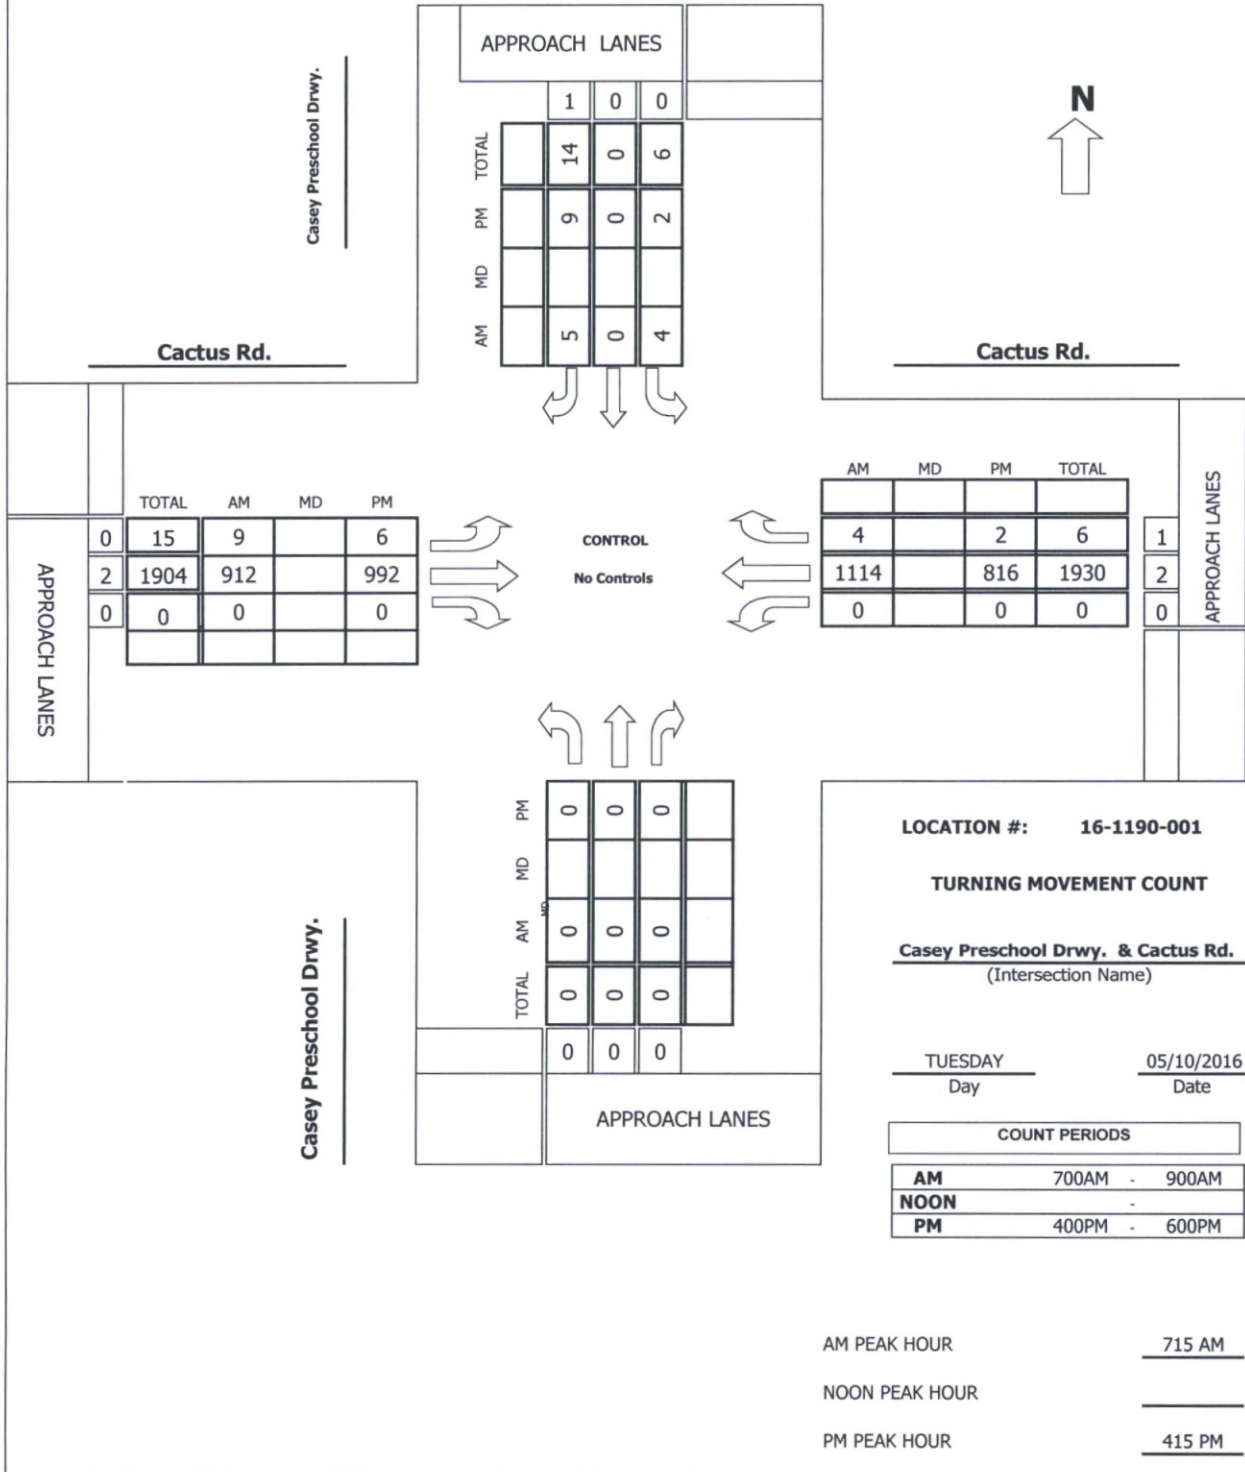 APPROACH LANES
1 0 0
Casey Preschool Drwy.
N
TOTAL 14 0 6
PM 9 0 2
MD
AM 5 0 4
Cactus Rd.
Cactus Rd.
TOTAL AM MD PM
0 15 9 6
2 1904 912 992
0 0 0 0
APPROACH LANES
CONTROL
No Controls
AM MD PM TOTAL
4 2 6 1
1114 816 1930 2
0 0 0 0
APPROACH LANES
PM 0 0 0
MD
MD
AM 0 0 0
TOTAL 0 0 0
0 0 0
APPROACH LANES
Casey Preschool Drwy.
LOCATION #: 16-1190-001
TURNING MOVEMENT COUNT
Casey Preschool Drwy. & Cactus Rd.
(Intersection Name)
TUESDAY 05/10/2016
Day Date
COUNT PERIODS
AM 700AM - 900AM
NOON -
PM 400PM - 600PM
AM PEAK HOUR 715 AM
NOON PEAK HOUR
PM PEAK HOUR 415 PM